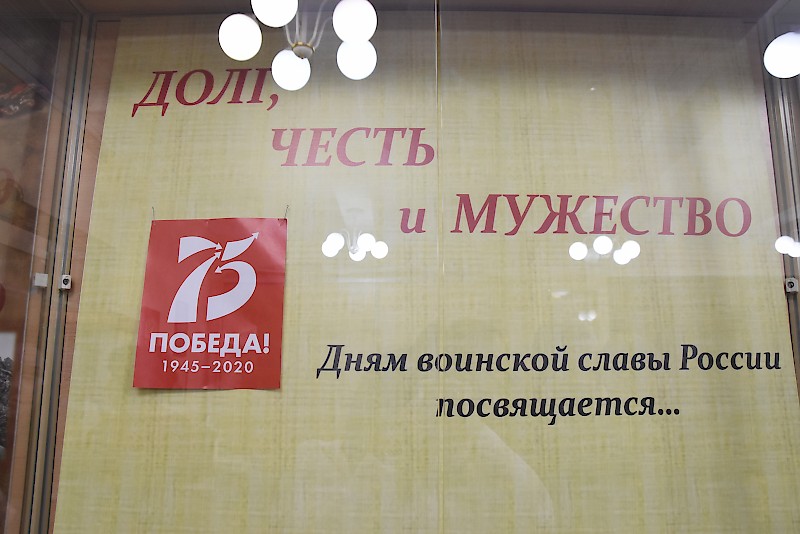 ДОЛГ,
ЧЕСТЬ
и МУЖЕСТВО
75
ПОБЕДА!
1945–2020
Дням воинской славы России
посвящается...